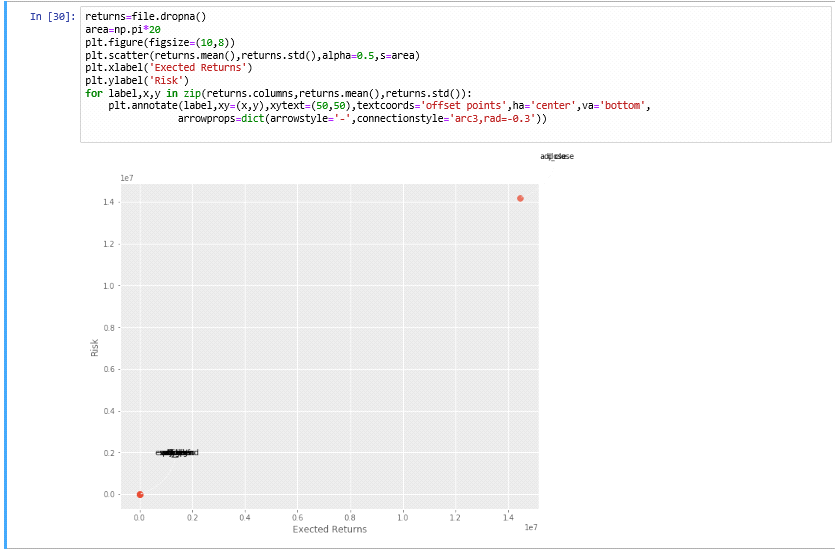 In [30]: returns=file.dropna()
area=np.pi*20
plt.figure(figsize=(10,8))
plt.scatter(returns.mean(),returns.std(),alpha=0.5,s=area)
plt.xlabel('Exected Returns')
plt.ylabel('Risk')
for label,x,y in zip(returns.columns,returns.mean(),returns.std()):
    plt.annotate(label,xy=(x,y),xytext=(50,50),textcoords='offset points',ha='center',va='bottom',
                arrowprops=dict(arrowstyle='-',connectionstyle='arc3,rad=-0.3'))
1e7
1.4
1.2
1.0
0.8
0.6
0.4
0.2
0.0
Risk
0.0 0.2 0.4 0.6 0.8 1.0 1.2 1.4
1e7
Exected Returns